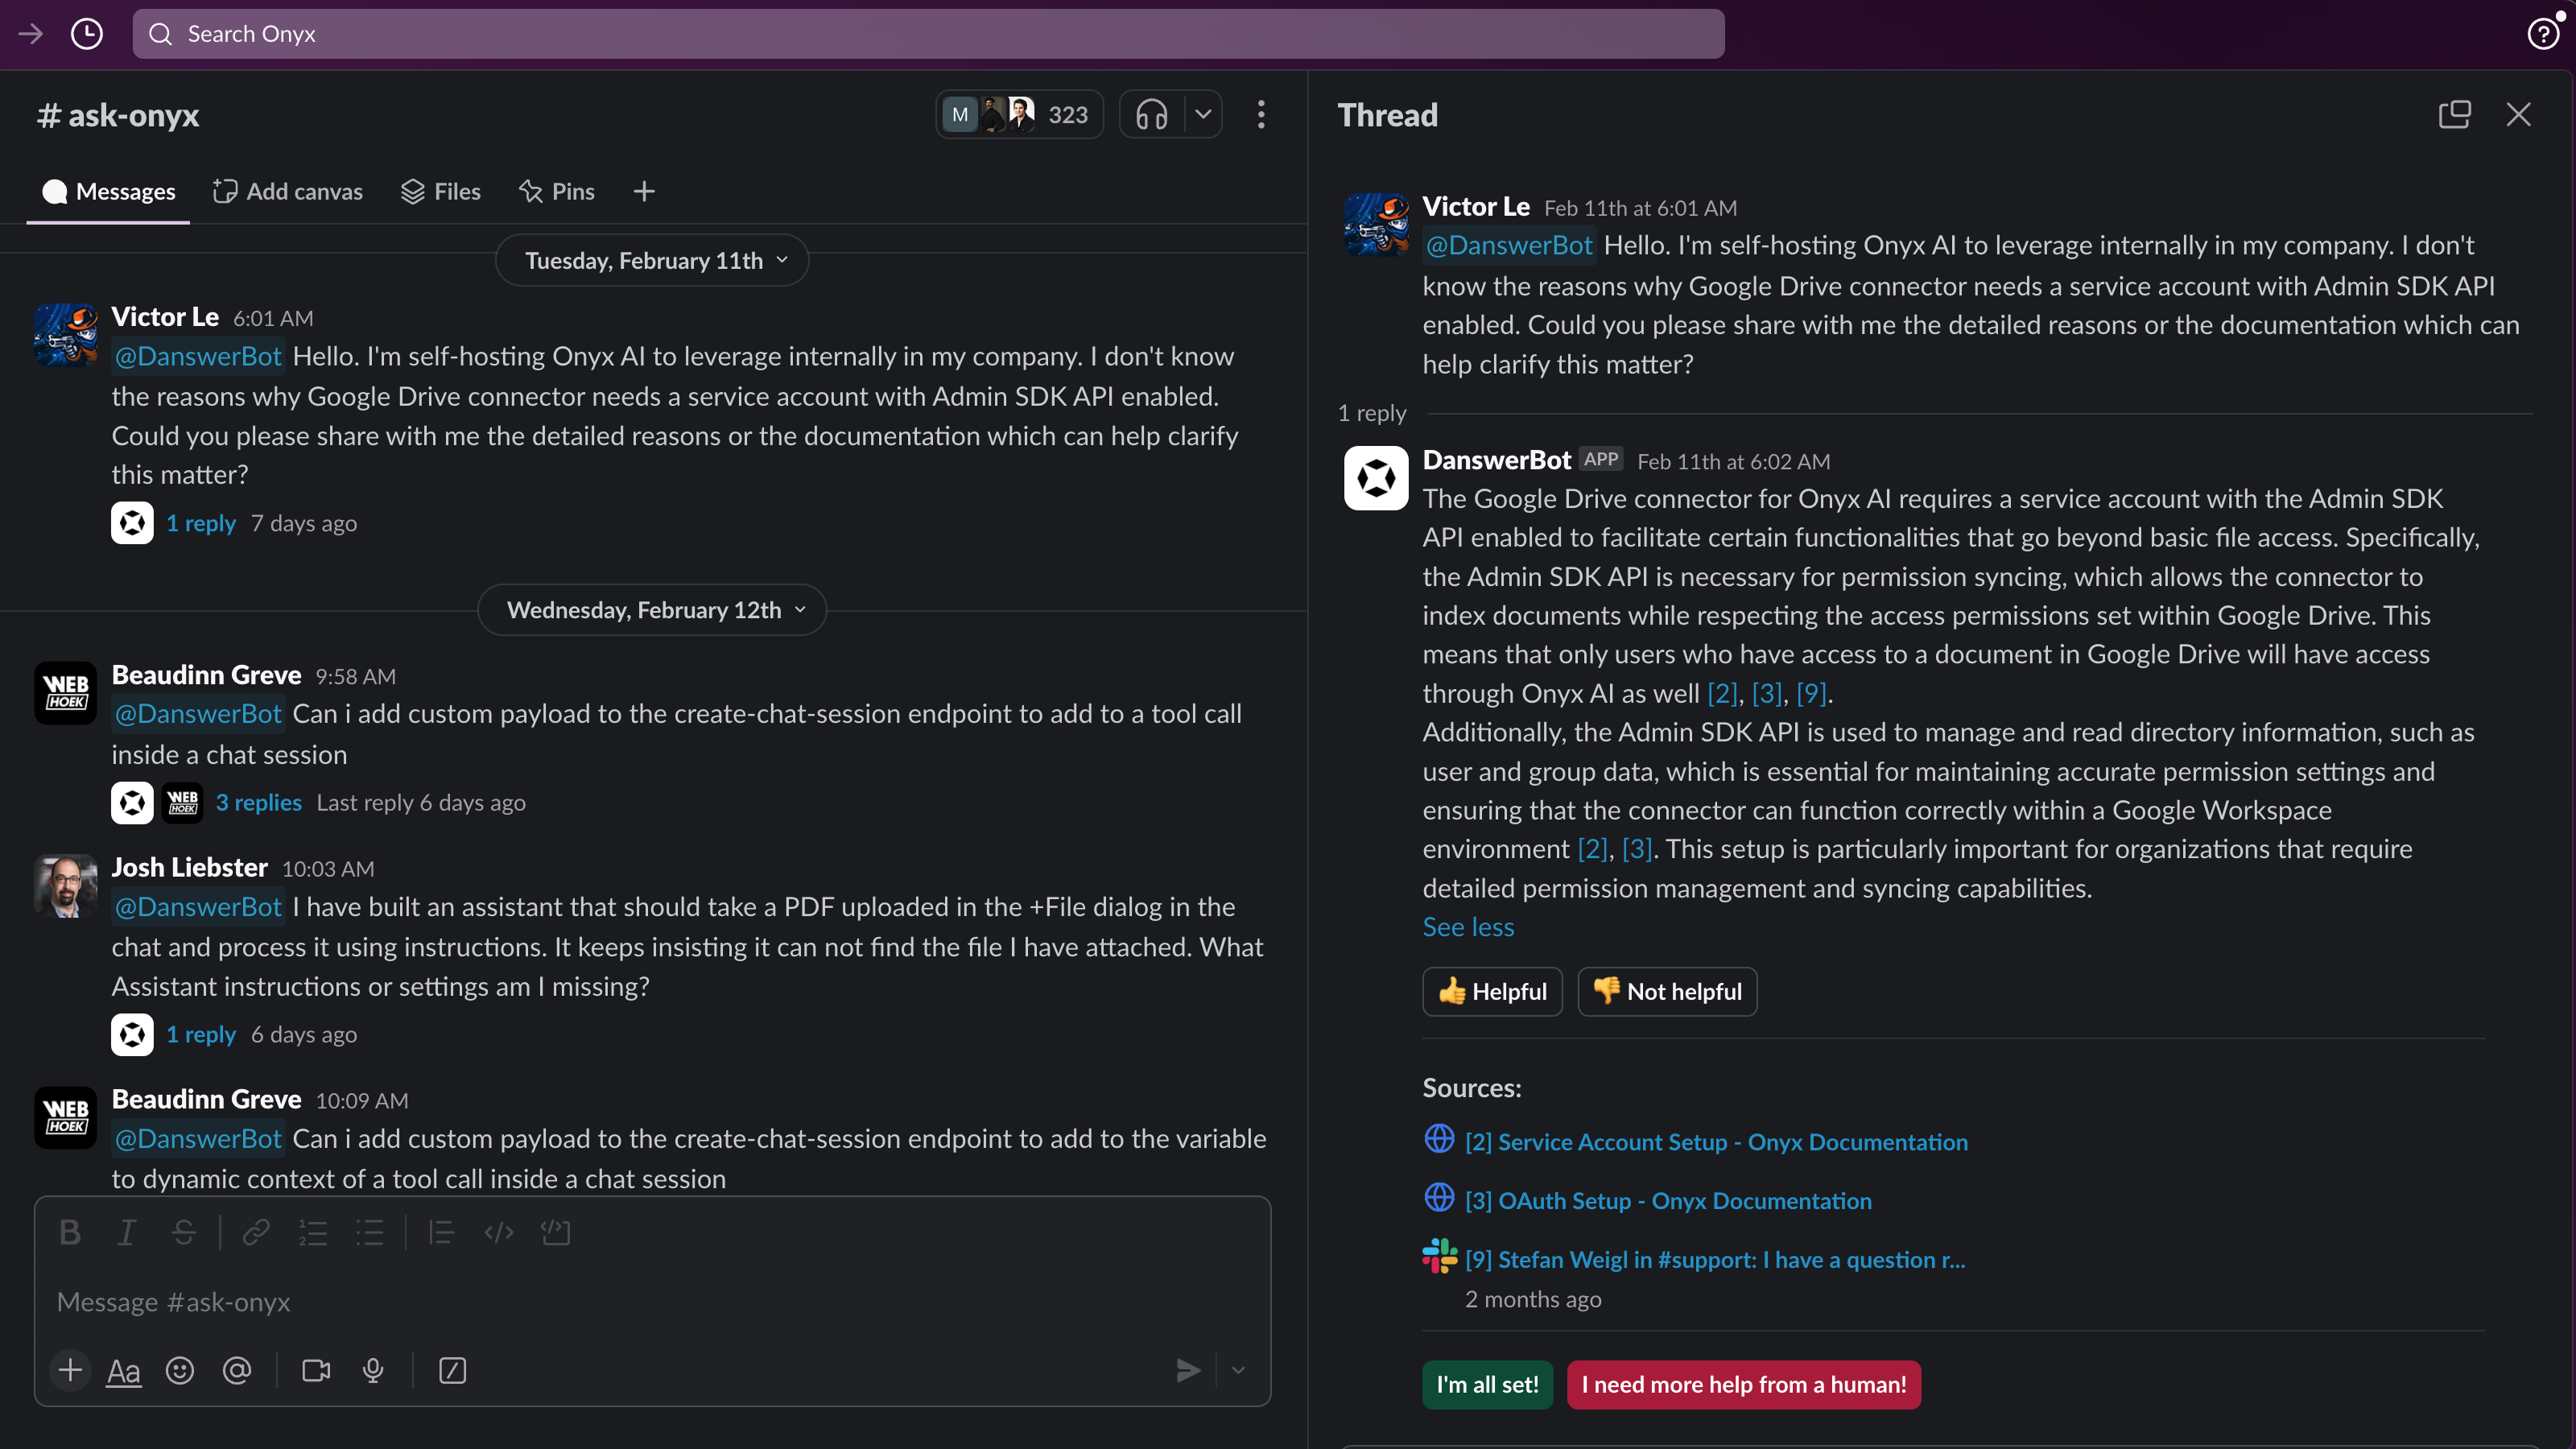 Search Onyx
# ask-onyx
M
323
Messages
Add canvas
Files
Pins
Tuesday, February 11th
Victor Le 6:01 AM
@DanswerBot Hello. I'm self-hosting Onyx AI to leverage internally in my company. I don't know
the reasons why Google Drive connector needs a service account with Admin SDK API enabled.
Could you please share with me the detailed reasons or the documentation which can help clarify
this matter?
1 reply 7 days ago
Wednesday, February 12th
WEB
HOEK
Beaudinn Greve 9:58 AM
@DanswerBot Can i add custom payload to the create-chat-session endpoint to add to a tool call
inside a chat session
WEB
HOEK
3 replies Last reply 6 days ago
Josh Liebster 10:03 AM
@DanswerBot I have built an assistant that should take a PDF uploaded in the +File dialog in the
chat and process it using instructions. It keeps insisting it can not find the file I have attached. What
Assistant instructions or settings am I missing?
1 reply 6 days ago
WEB
HOEK
Beaudinn Greve 10:09 AM
@DanswerBot Can i add custom payload to the create-chat-session endpoint to add to the variable
to dynamic context of a tool call inside a chat session
B I S
Message #ask-onyx
Aa
Thread
Victor Le Feb 11th at 6:01 AM
@DanswerBot Hello. I'm self-hosting Onyx AI to leverage internally in my company. I don't
know the reasons why Google Drive connector needs a service account with Admin SDK API
enabled. Could you please share with me the detailed reasons or the documentation which can
help clarify this matter?
1 reply
DanswerBot APP Feb 11th at 6:02 AM
The Google Drive connector for Onyx AI requires a service account with the Admin SDK
API enabled to facilitate certain functionalities that go beyond basic file access. Specifically,
the Admin SDK API is necessary for permission syncing, which allows the connector to
index documents while respecting the access permissions set within Google Drive. This
means that only users who have access to a document in Google Drive will have access
through Onyx AI as well [2], [3], [9].
Additionally, the Admin SDK API is used to manage and read directory information, such as
user and group data, which is essential for maintaining accurate permission settings and
ensuring that the connector can function correctly within a Google Workspace
environment [2], [3]. This setup is particularly important for organizations that require
detailed permission management and syncing capabilities.
See less
👍 Helpful
👎 Not helpful
Sources:
[2] Service Account Setup - Onyx Documentation
[3] OAuth Setup - Onyx Documentation
[9] Stefan Weigl in #support: I have a question r...
2 months ago
I'm all set!
I need more help from a human!